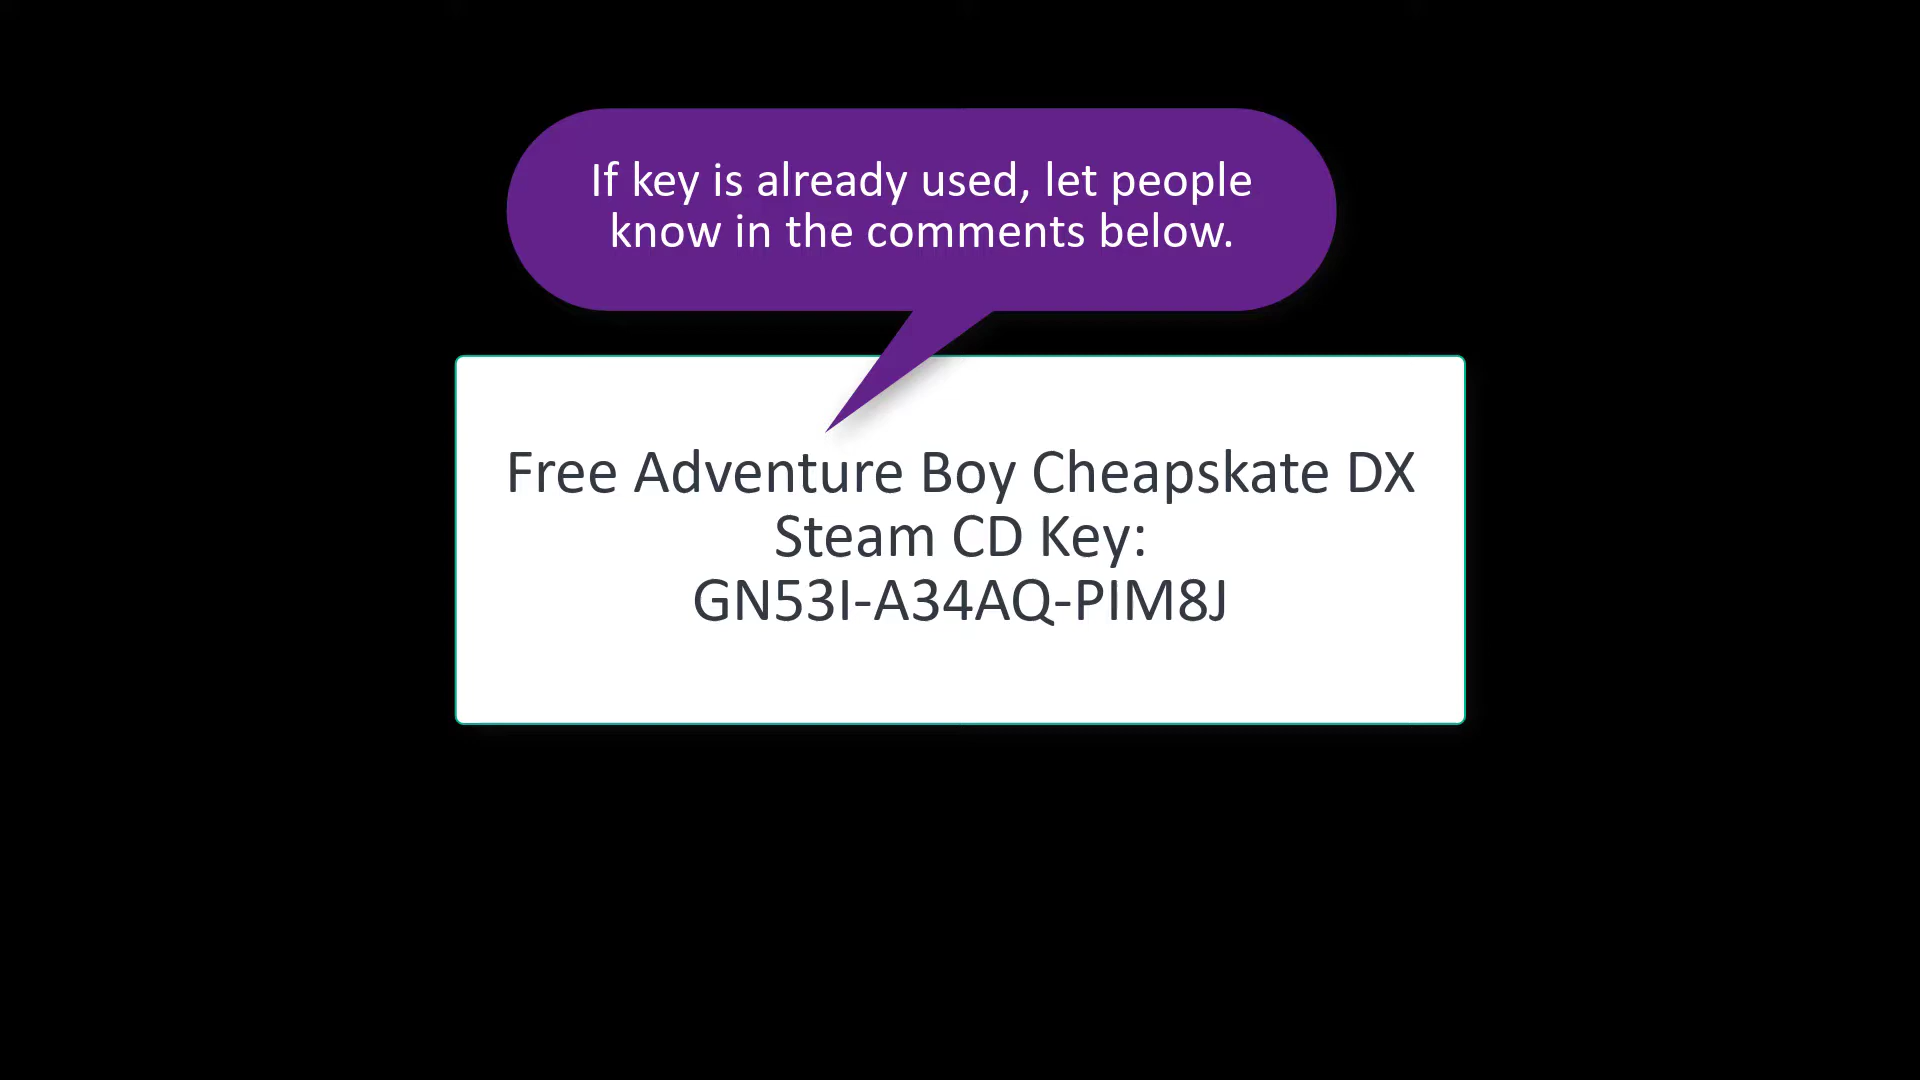 If key is already used, let people
know in the comments below.
Free Adventure Boy Cheapskate DX
Steam CD Key:
GN53I-A34AQ-PIM8J